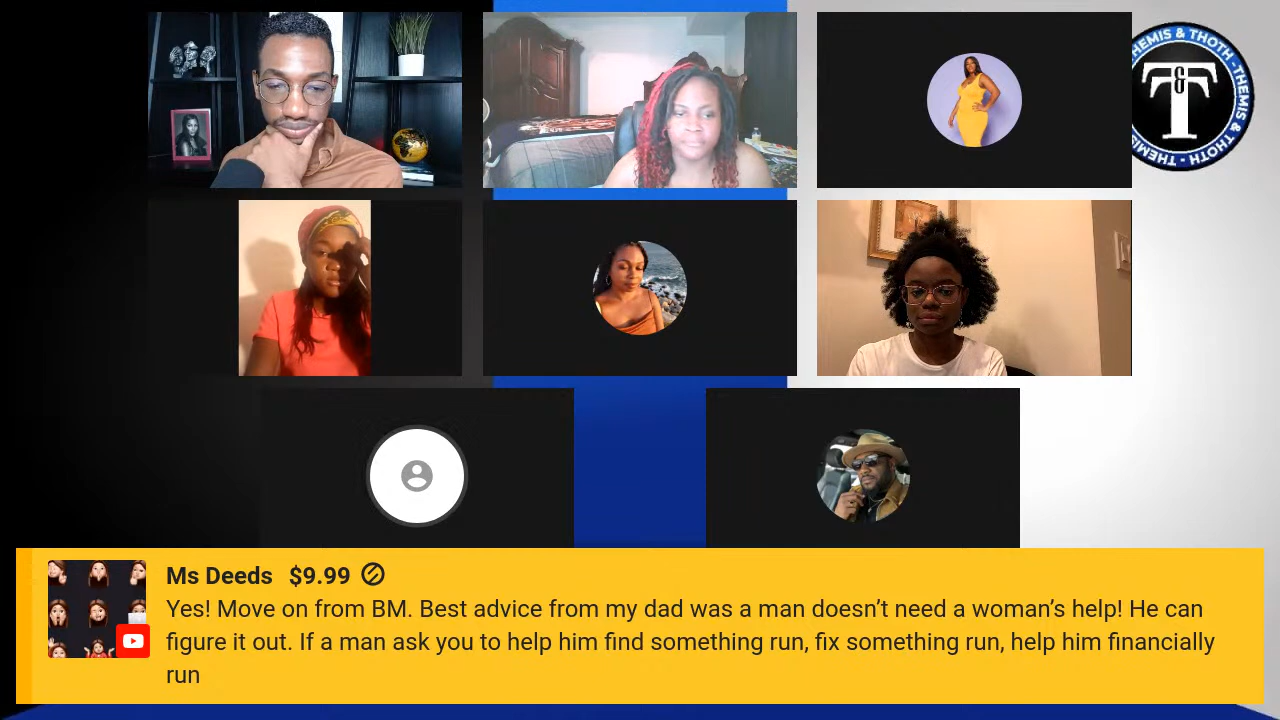 THEMIS & THOTH
T&T
Ms Deeds $9.99
Yes! Move on from BM. Best advice from my dad was a man doesn’t need a woman’s help! He can
figure it out. If a man ask you to help him find something run, fix something run, help him financially
run